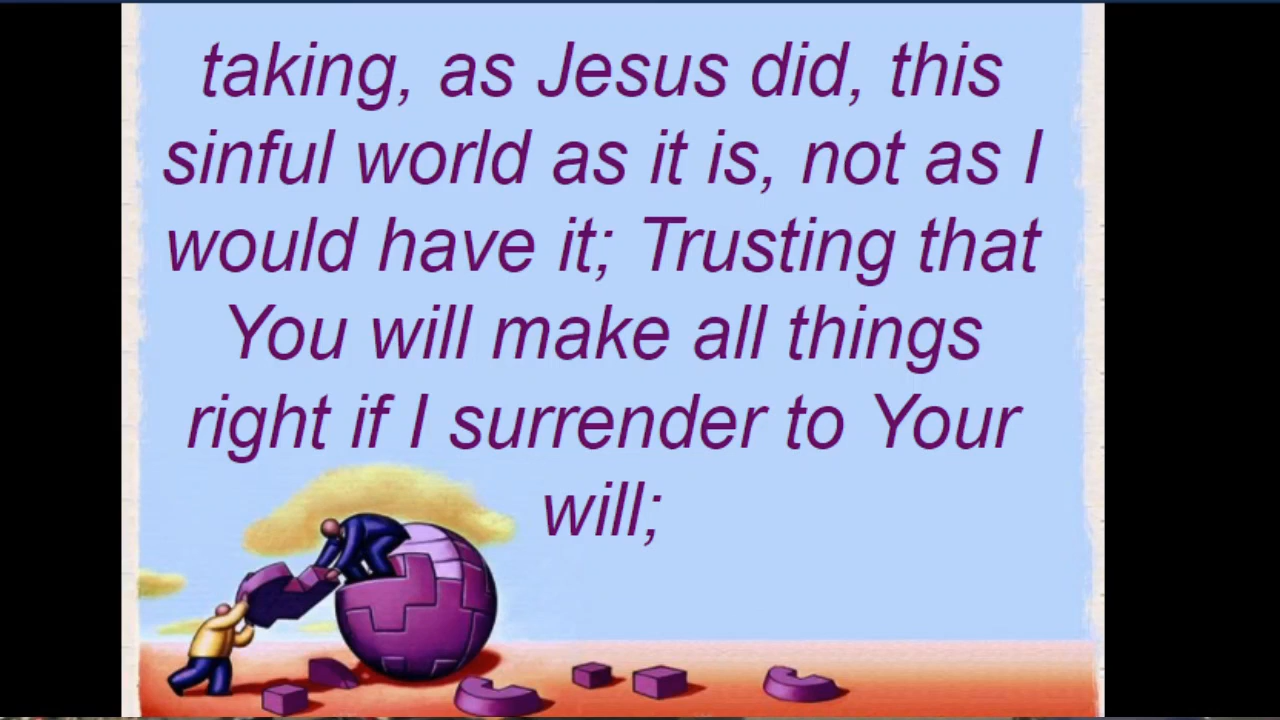 taking, as Jesus did, this
sinful world as it is, not as I
would have it; Trusting that
You will make all things
right if I surrender to Your
will;